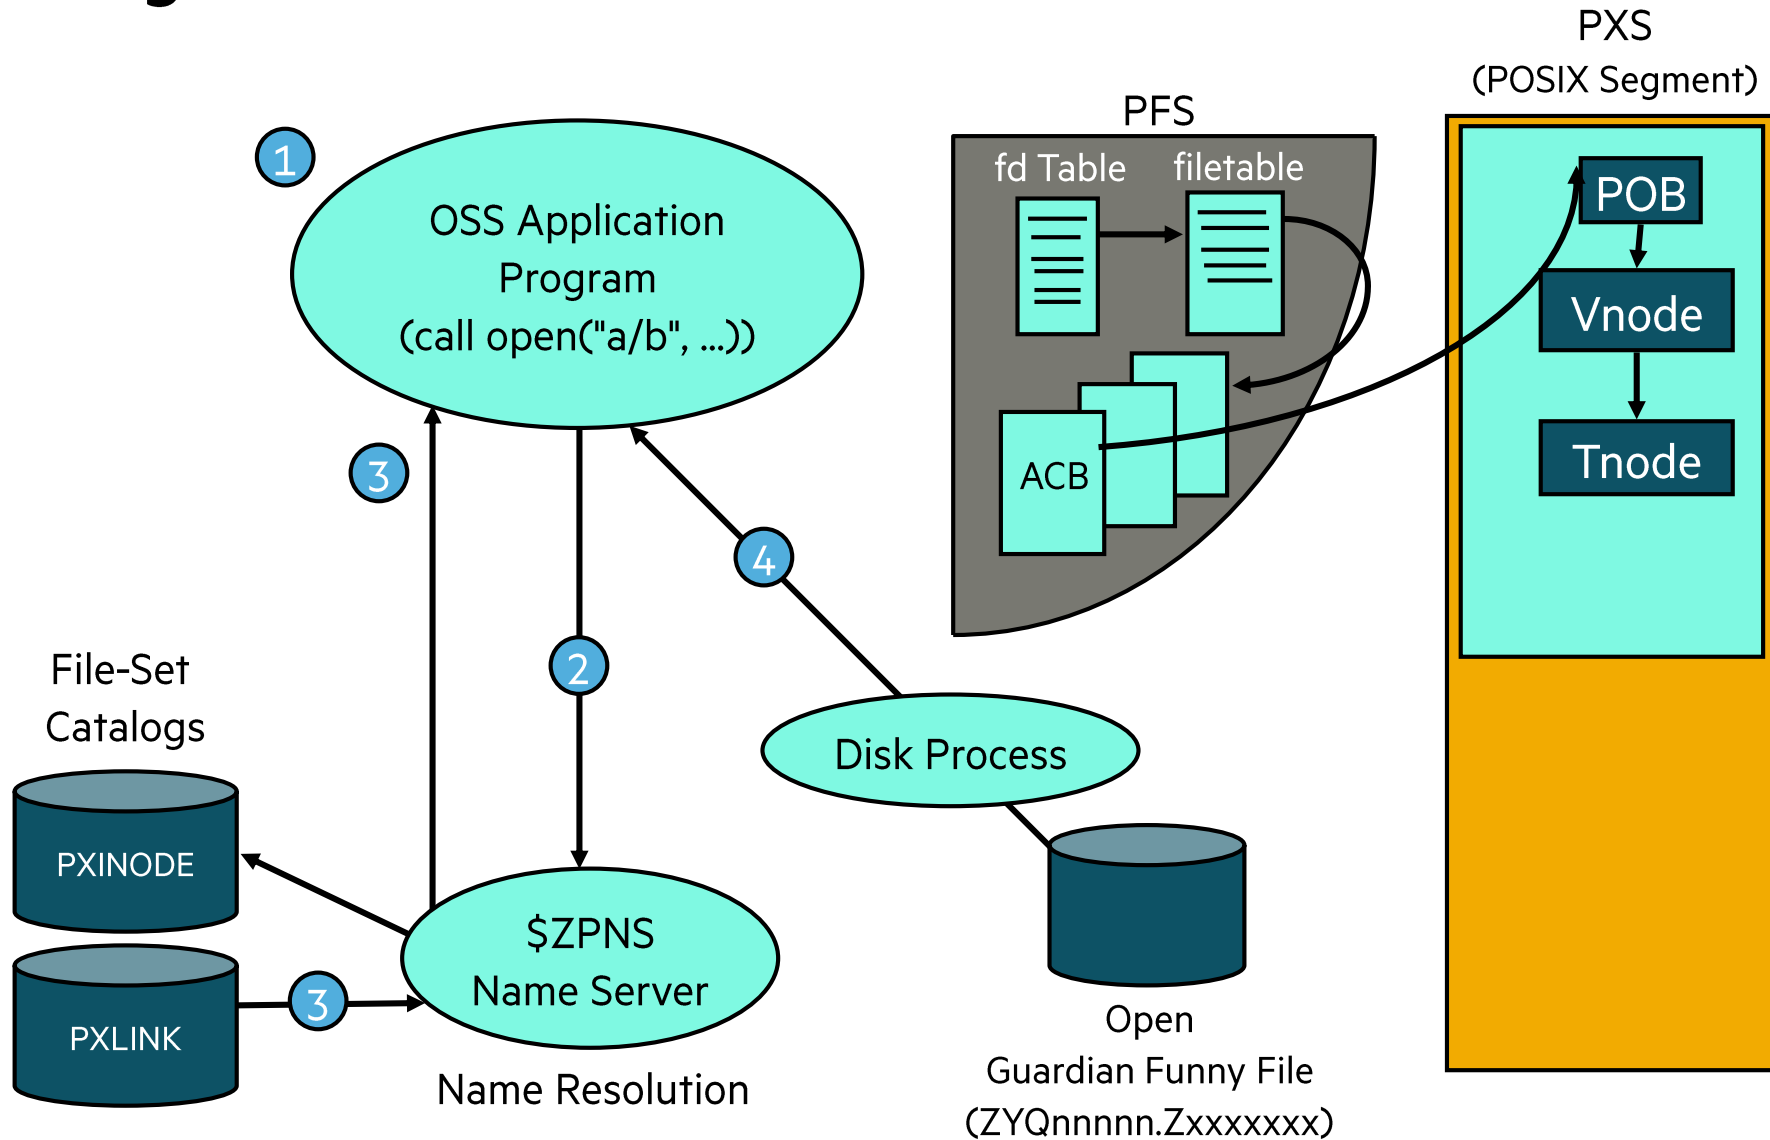 PXS
(POSIX Segment)
PFS
fd Table
filetable
POB
1
OSS Application
Program
(call open("a/b", ...))
Vnode
3
ACB
Tnode
4
2
File-Set
Catalogs
Disk Process
PXINODE
$ZPNS
Name Server
3
PXLINK
Name Resolution
Open
Guardian Funny File
(ZYQnnnnn.Zxxxxxxx)